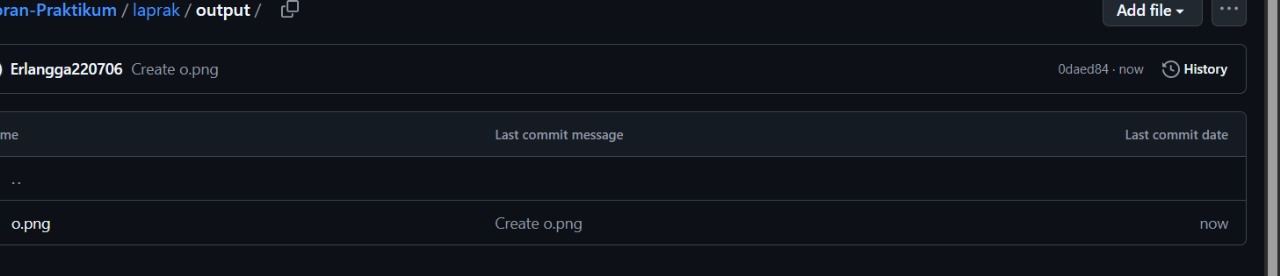 oran-Praktikum / laprak / output /
Add file
Erlangga220706 Create o.png
0daed84 · now
History
me
Last commit message
Last commit date
..
o.png
Create o.png
now